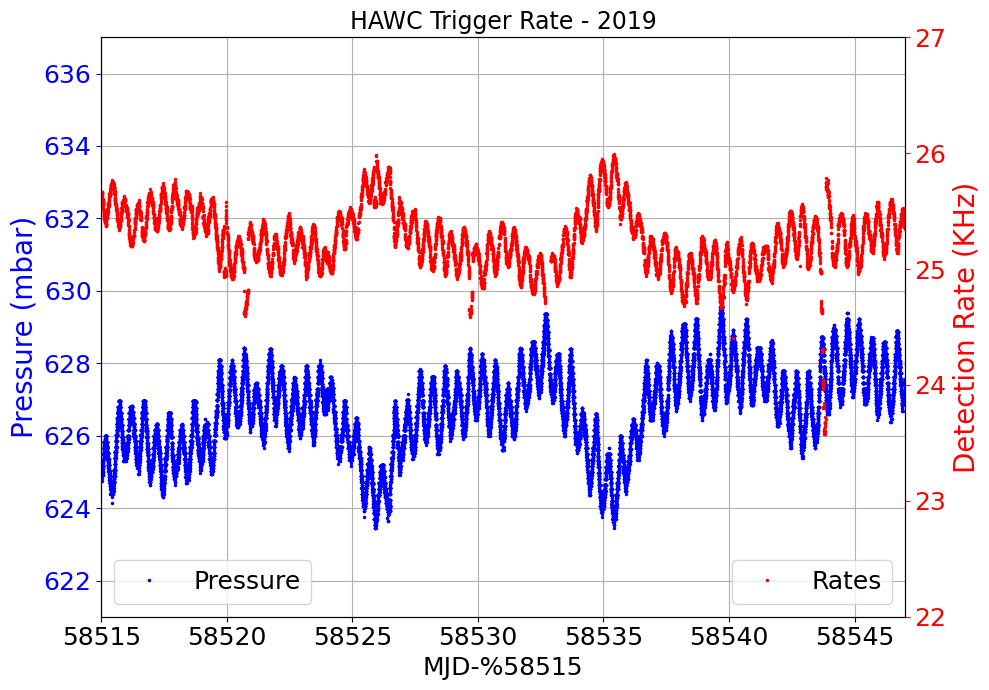 HAWC Trigger Rate - 2019
Pressure (mbar)
636
634
632
630
628
626
624
622
27
26
25
24
23
22
Detection Rate (KHz)
Pressure
Rates
58515 58520 58525 58530 58535 58540 58545
MJD-%58515